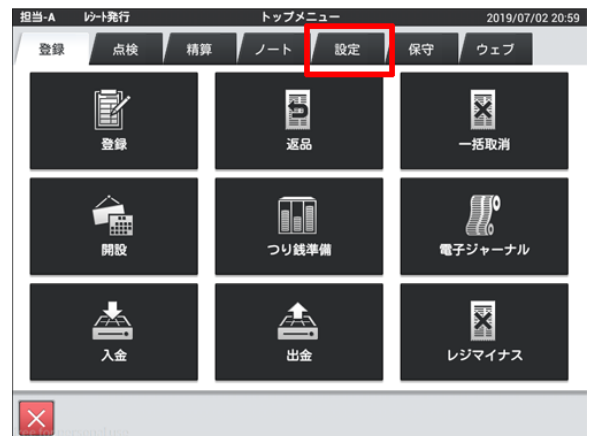 担当-A ﾚｼｰﾄ発行 トップメニュー 2019/07/02 20:59
登録 点検 精算 ノート 設定 保守 ウェブ
登録 返品 一括取消
開設 つり銭準備 電子ジャーナル
入金 出金 レジマイナス